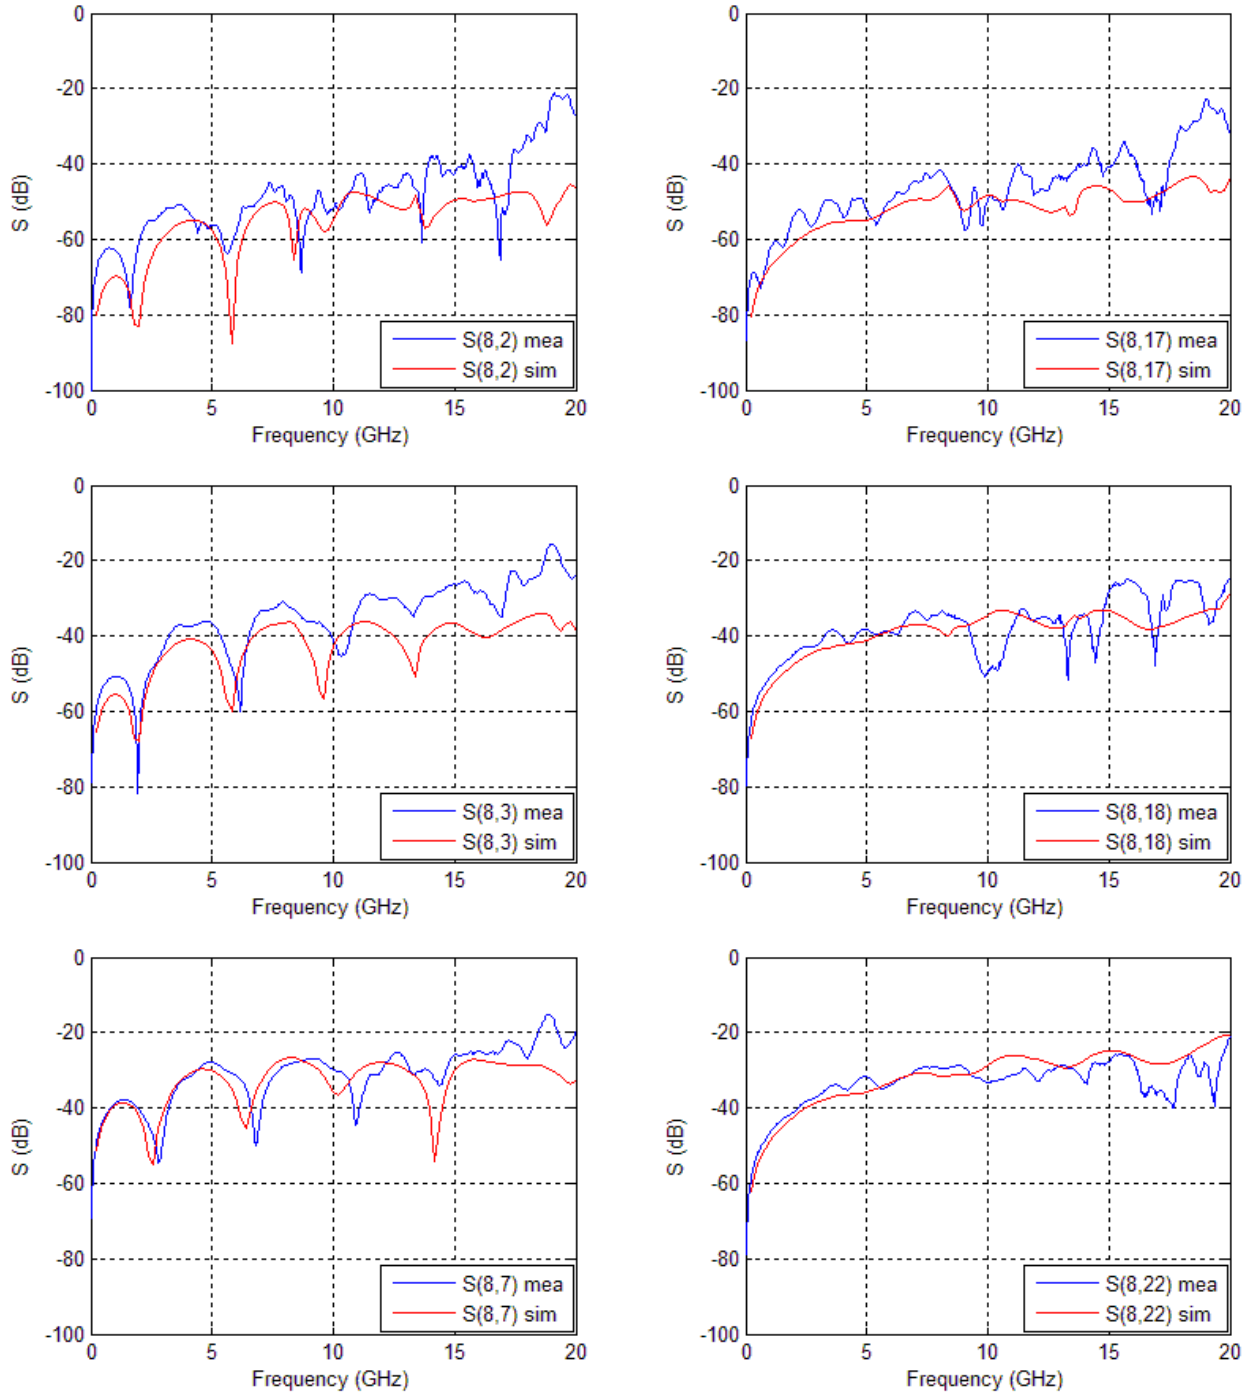 0
-20
-40
-60
-80
-100
S (dB)
0 5 10 15 20
Frequency (GHz)
S(8,2) mea
S(8,2) sim
0
-20
-40
-60
-80
-100
S (dB)
0 5 10 15 20
Frequency (GHz)
S(8,17) mea
S(8,17) sim
0
-20
-40
-60
-80
-100
S (dB)
0 5 10 15 20
Frequency (GHz)
S(8,3) mea
S(8,3) sim
0
-20
-40
-60
-80
-100
S (dB)
0 5 10 15 20
Frequency (GHz)
S(8,18) mea
S(8,18) sim
0
-20
-40
-60
-80
-100
S (dB)
0 5 10 15 20
Frequency (GHz)
S(8,7) mea
S(8,7) sim
0
-20
-40
-60
-80
-100
S (dB)
0 5 10 15 20
Frequency (GHz)
S(8,22) mea
S(8,22) sim